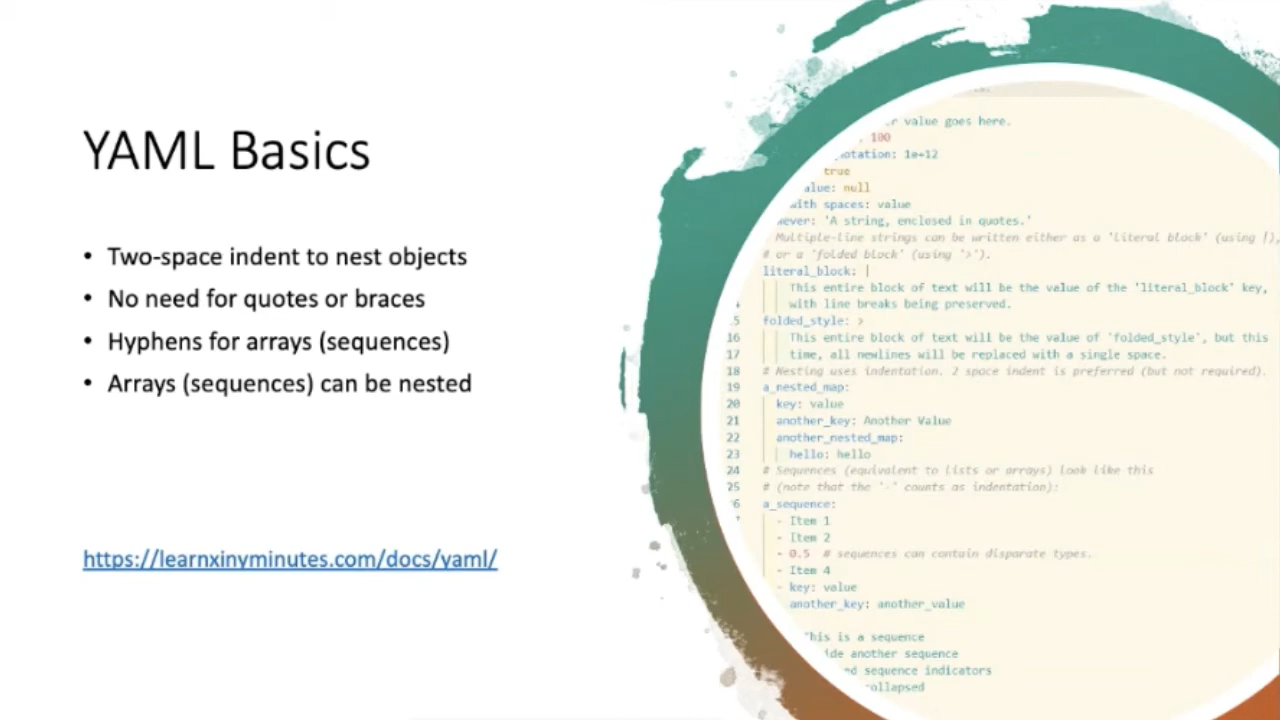 YAML Basics
• Two-space indent to nest objects
• No need for quotes or braces
• Hyphens for arrays (sequences)
• Arrays (sequences) can be nested
https://learnxinyminutes.com/docs/yaml/
value goes here.
100
notation: 1e+12
true
value: null
with spaces: value
'A string, enclosed in quotes.'
Multiple-line strings can be written either as a 'literal block' (using |),
# or a 'folded block' (using '>').
literal_block: |
This entire block of text will be the value of the 'literal_block' key,
with line breaks being preserved.
15 folded_style: >
16 This entire block of text will be the value of 'folded_style', but this
17 time, all newlines will be replaced with a single space.
18 # Nesting uses indentation. 2 space indent is preferred (but not required).
19 a_nested_map:
20 key: value
21 another_key: Another Value
22 another_nested_map:
23 hello: hello
24 # Sequences (equivalent to lists or arrays) look like this
25 # (note that the '-' counts as indentation):
26 a_sequence:
- Item 1
- Item 2
- 0.5 # sequences can contain disparate types.
- Item 4
- key: value
another_key: another_value
This is a sequence
another sequence
sequence indicators
collapsed